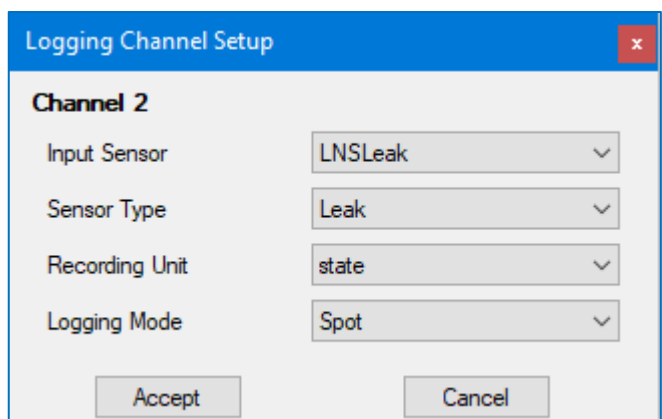 Logging Channel Setup x
Channel 2
Input Sensor LNSLeak
Sensor Type Leak
Recording Unit state
Logging Mode Spot
Accept Cancel